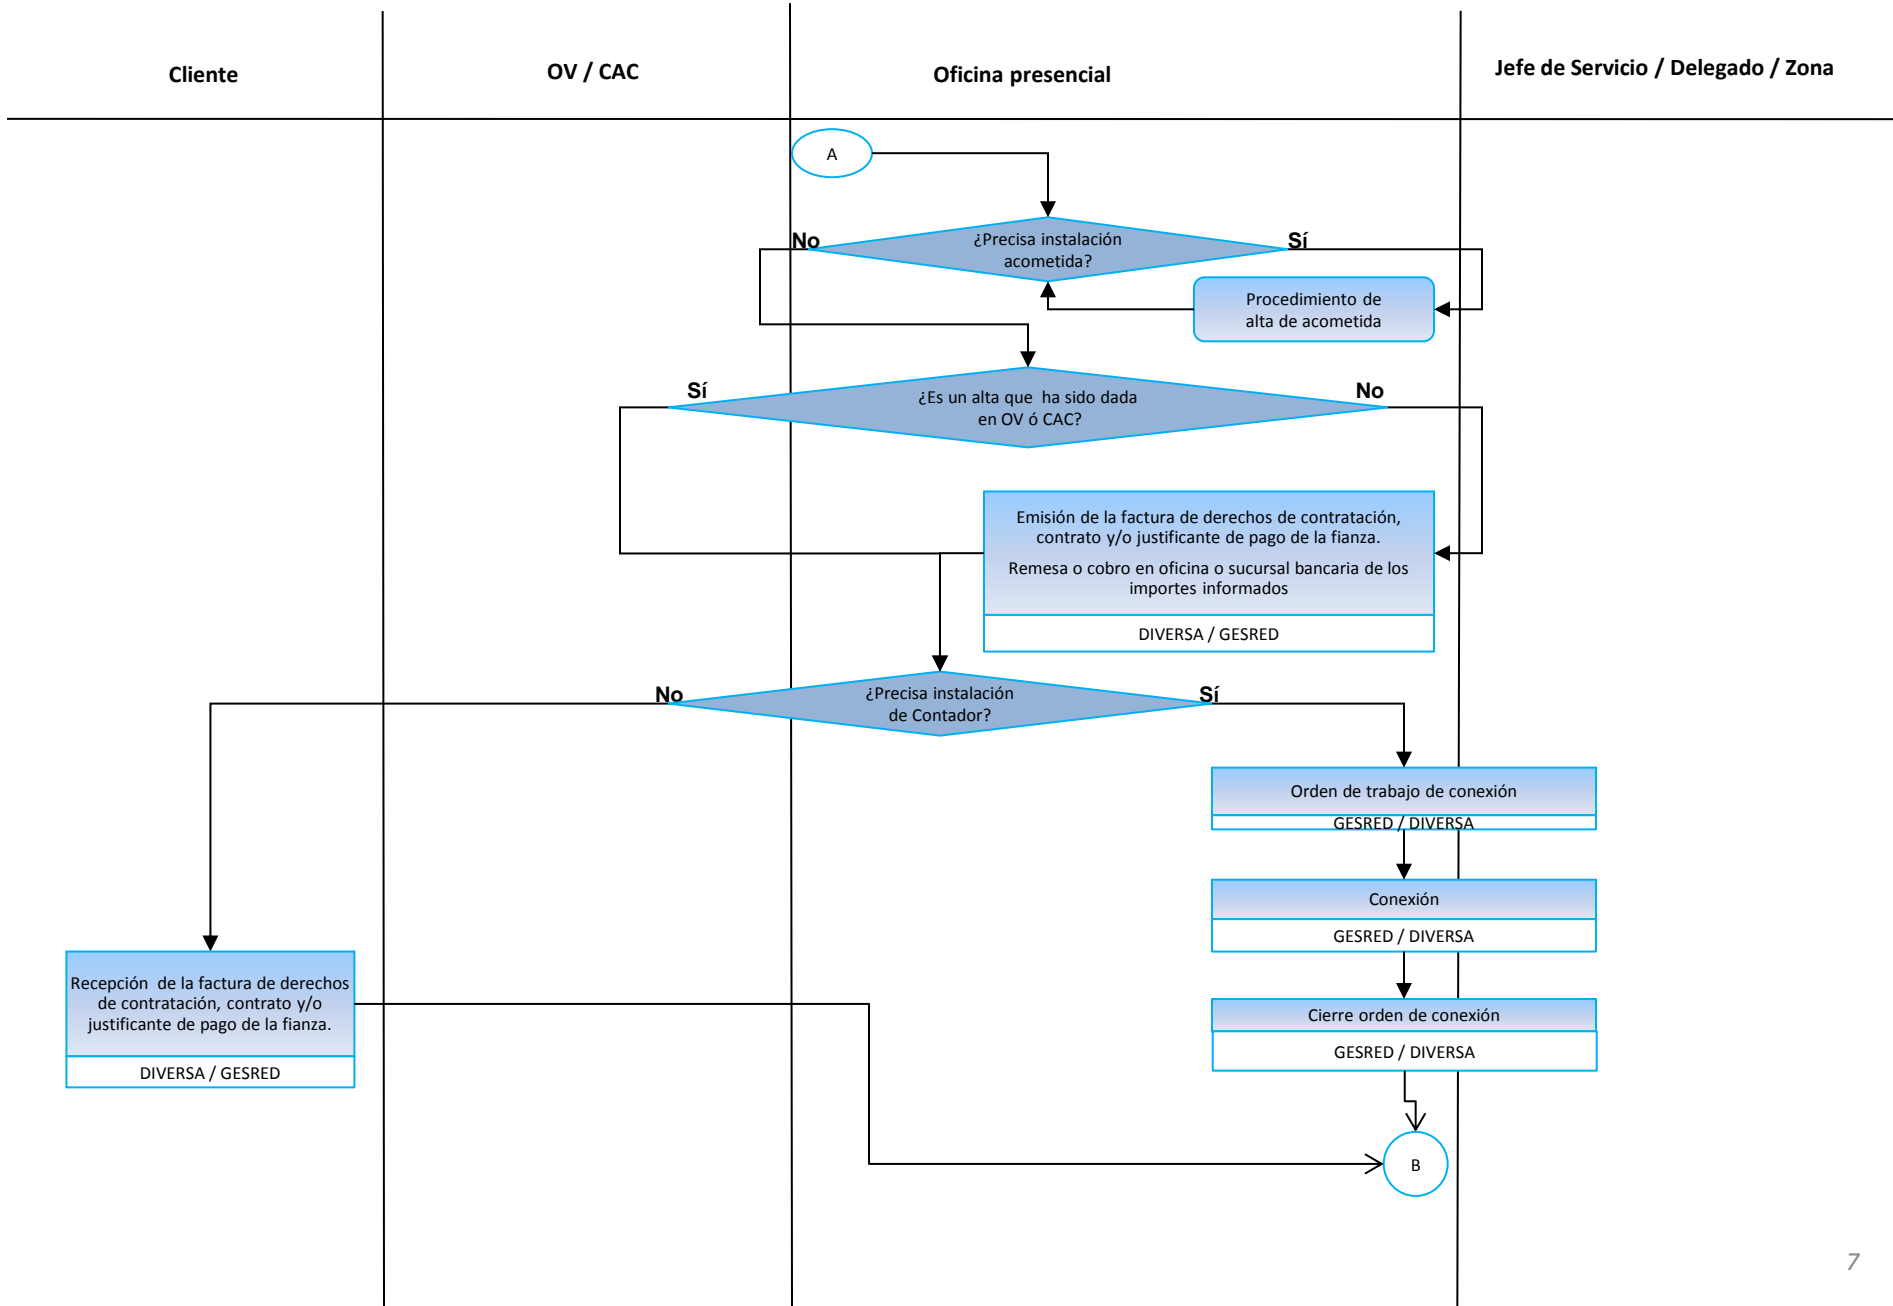 Cliente
OV / CAC
Oficina presencial
Jefe de Servicio / Delegado / Zona
A
No
¿Precisa instalación
acometida?
Sí
Procedimiento de
alta de acometida
Sí
¿Es un alta que  ha sido dada
en OV ó CAC?
No
Emisión de la factura de derechos de contratación,
contrato y/o justificante de pago de la fianza.
Remesa o cobro en oficina o sucursal bancaria de los
importes informados
DIVERSA / GESRED
No
¿Precisa instalación
de Contador?
Sí
Orden de trabajo de conexión
GESRED / DIVERSA
Conexión
GESRED / DIVERSA
Recepción  de la factura de derechos
de contratación, contrato y/o
justificante de pago de la fianza.
DIVERSA / GESRED
Cierre orden de conexión
GESRED / DIVERSA
B
7